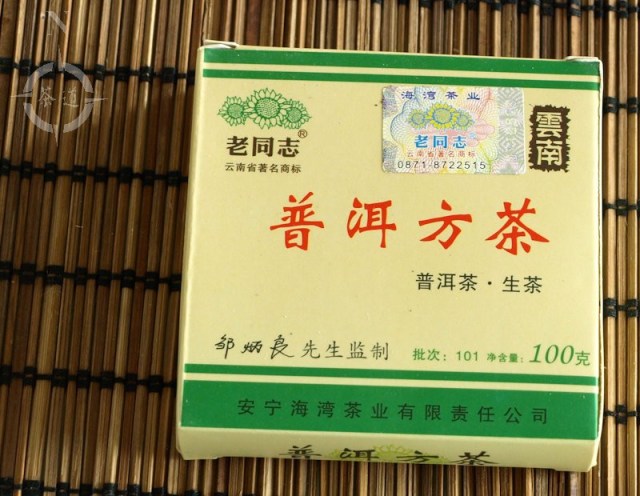 茶道
N
老同志®
云南省著名商标
海湾茶业
老同志
云南省著名商标
0871-8722515
雲南
普洱方茶
普洱茶·生茶
邹炳良先生监制
批次：101 净含量：100克
安宁海湾茶业有限责任公司
普洱方茶